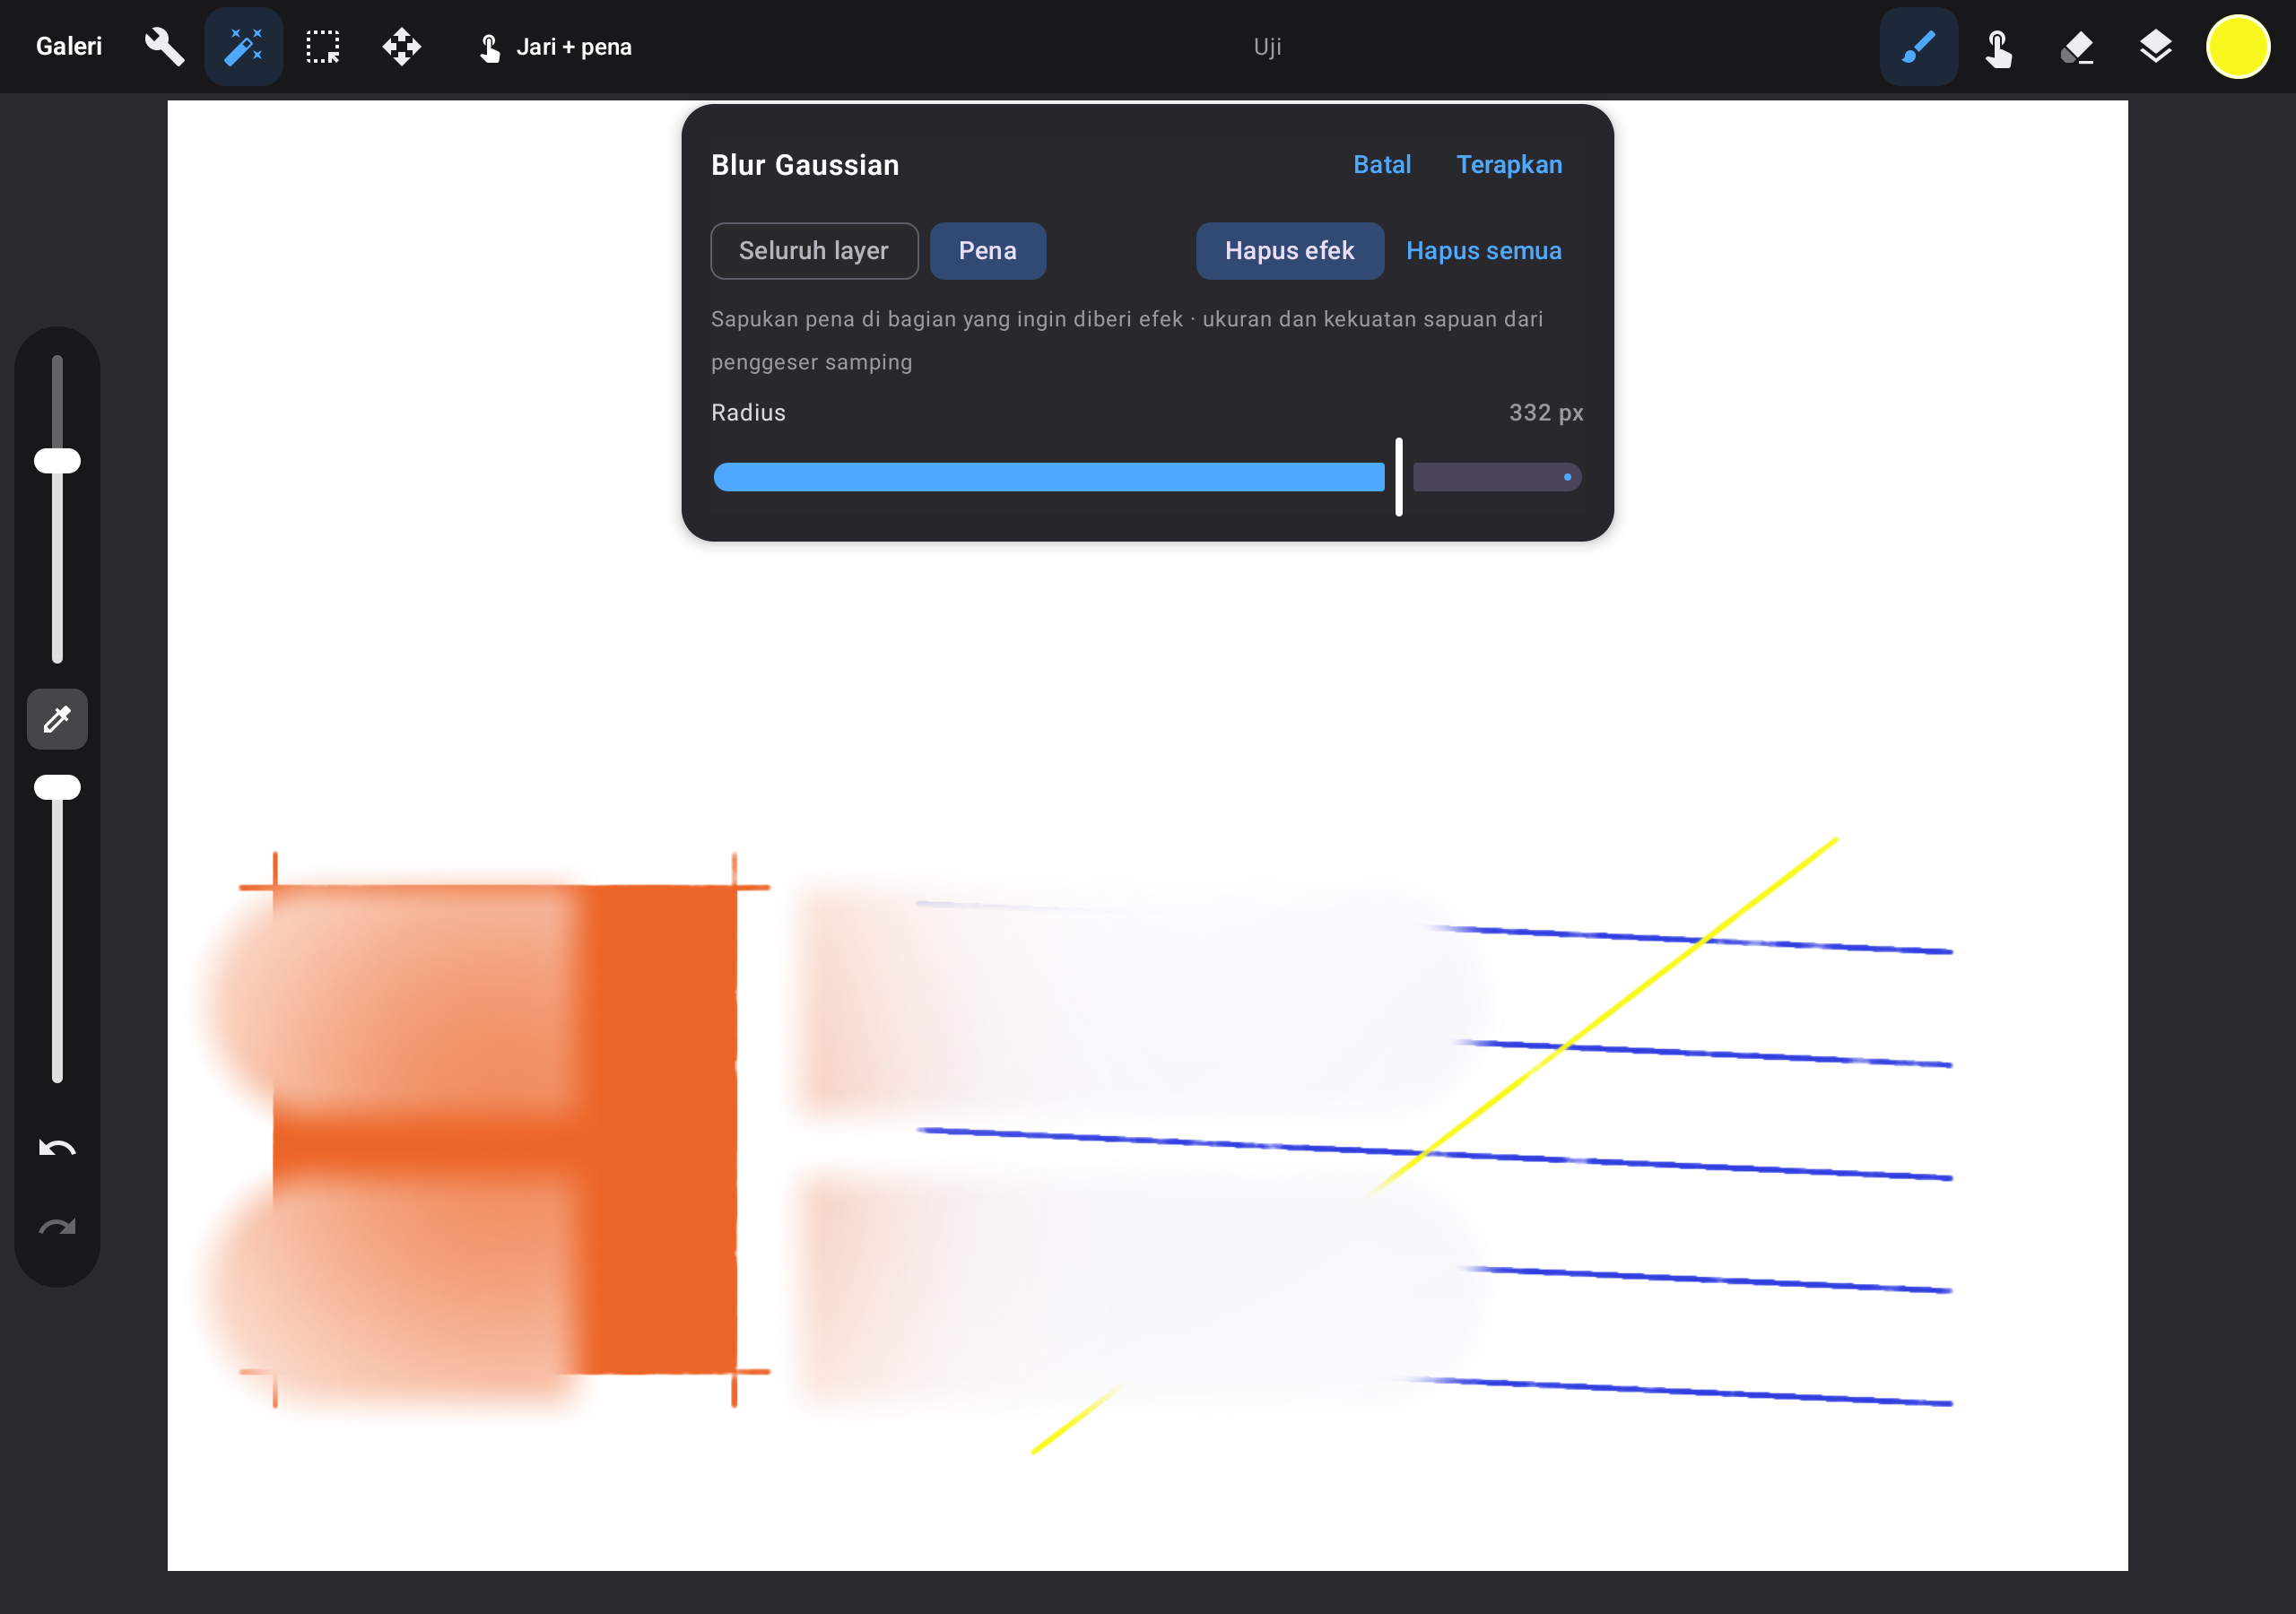 Galeri
Jari + pena
Uji
Blur Gaussian
Batal
Terapkan
Seluruh layer
Pena
Hapus efek
Hapus semua
Sapukan pena di bagian yang ingin diberi efek · ukuran dan kekuatan sapuan dari
penggeser samping
Radius
332 px